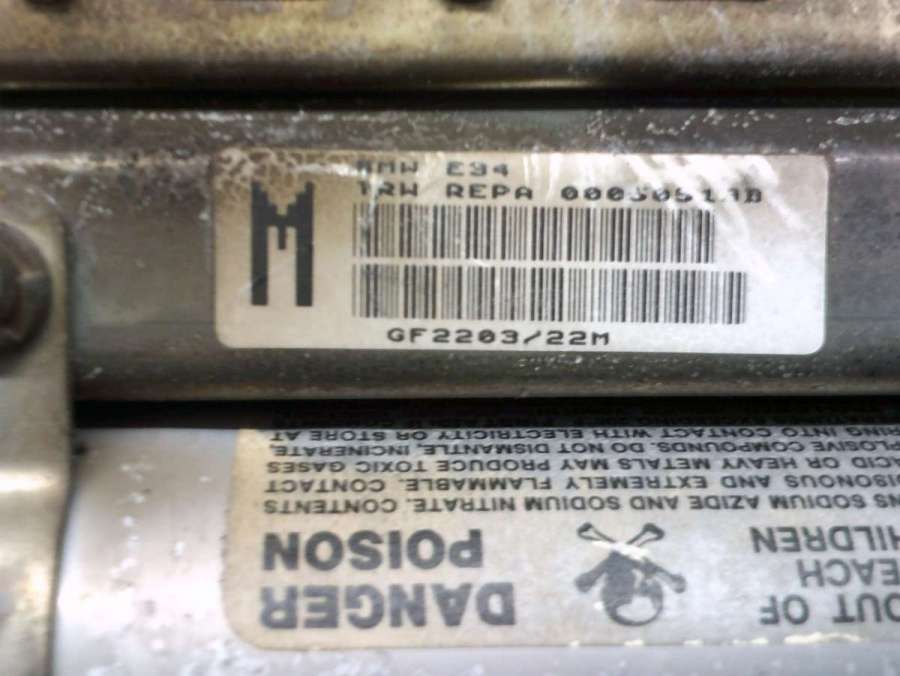 BMW E34
TRW REPA
M
GF2203/22M
OUT OF
EACH
HILDREN
DANGER
POISON
NS SODIUM AZIDE AND SODIUM NITRATE. CONTENTS
OISONOUS AND EXTREMELY FLAMMABLE. CONTACT
ACID OR HEAVY METALS MAY PRODUCE TOXIC GASES
PLOSIVE COMPOUNDS. DO NOT DISMANTLE, INCINERATE,
RING INTO CONTACT WITH ELECTRICITY OR STORE AT